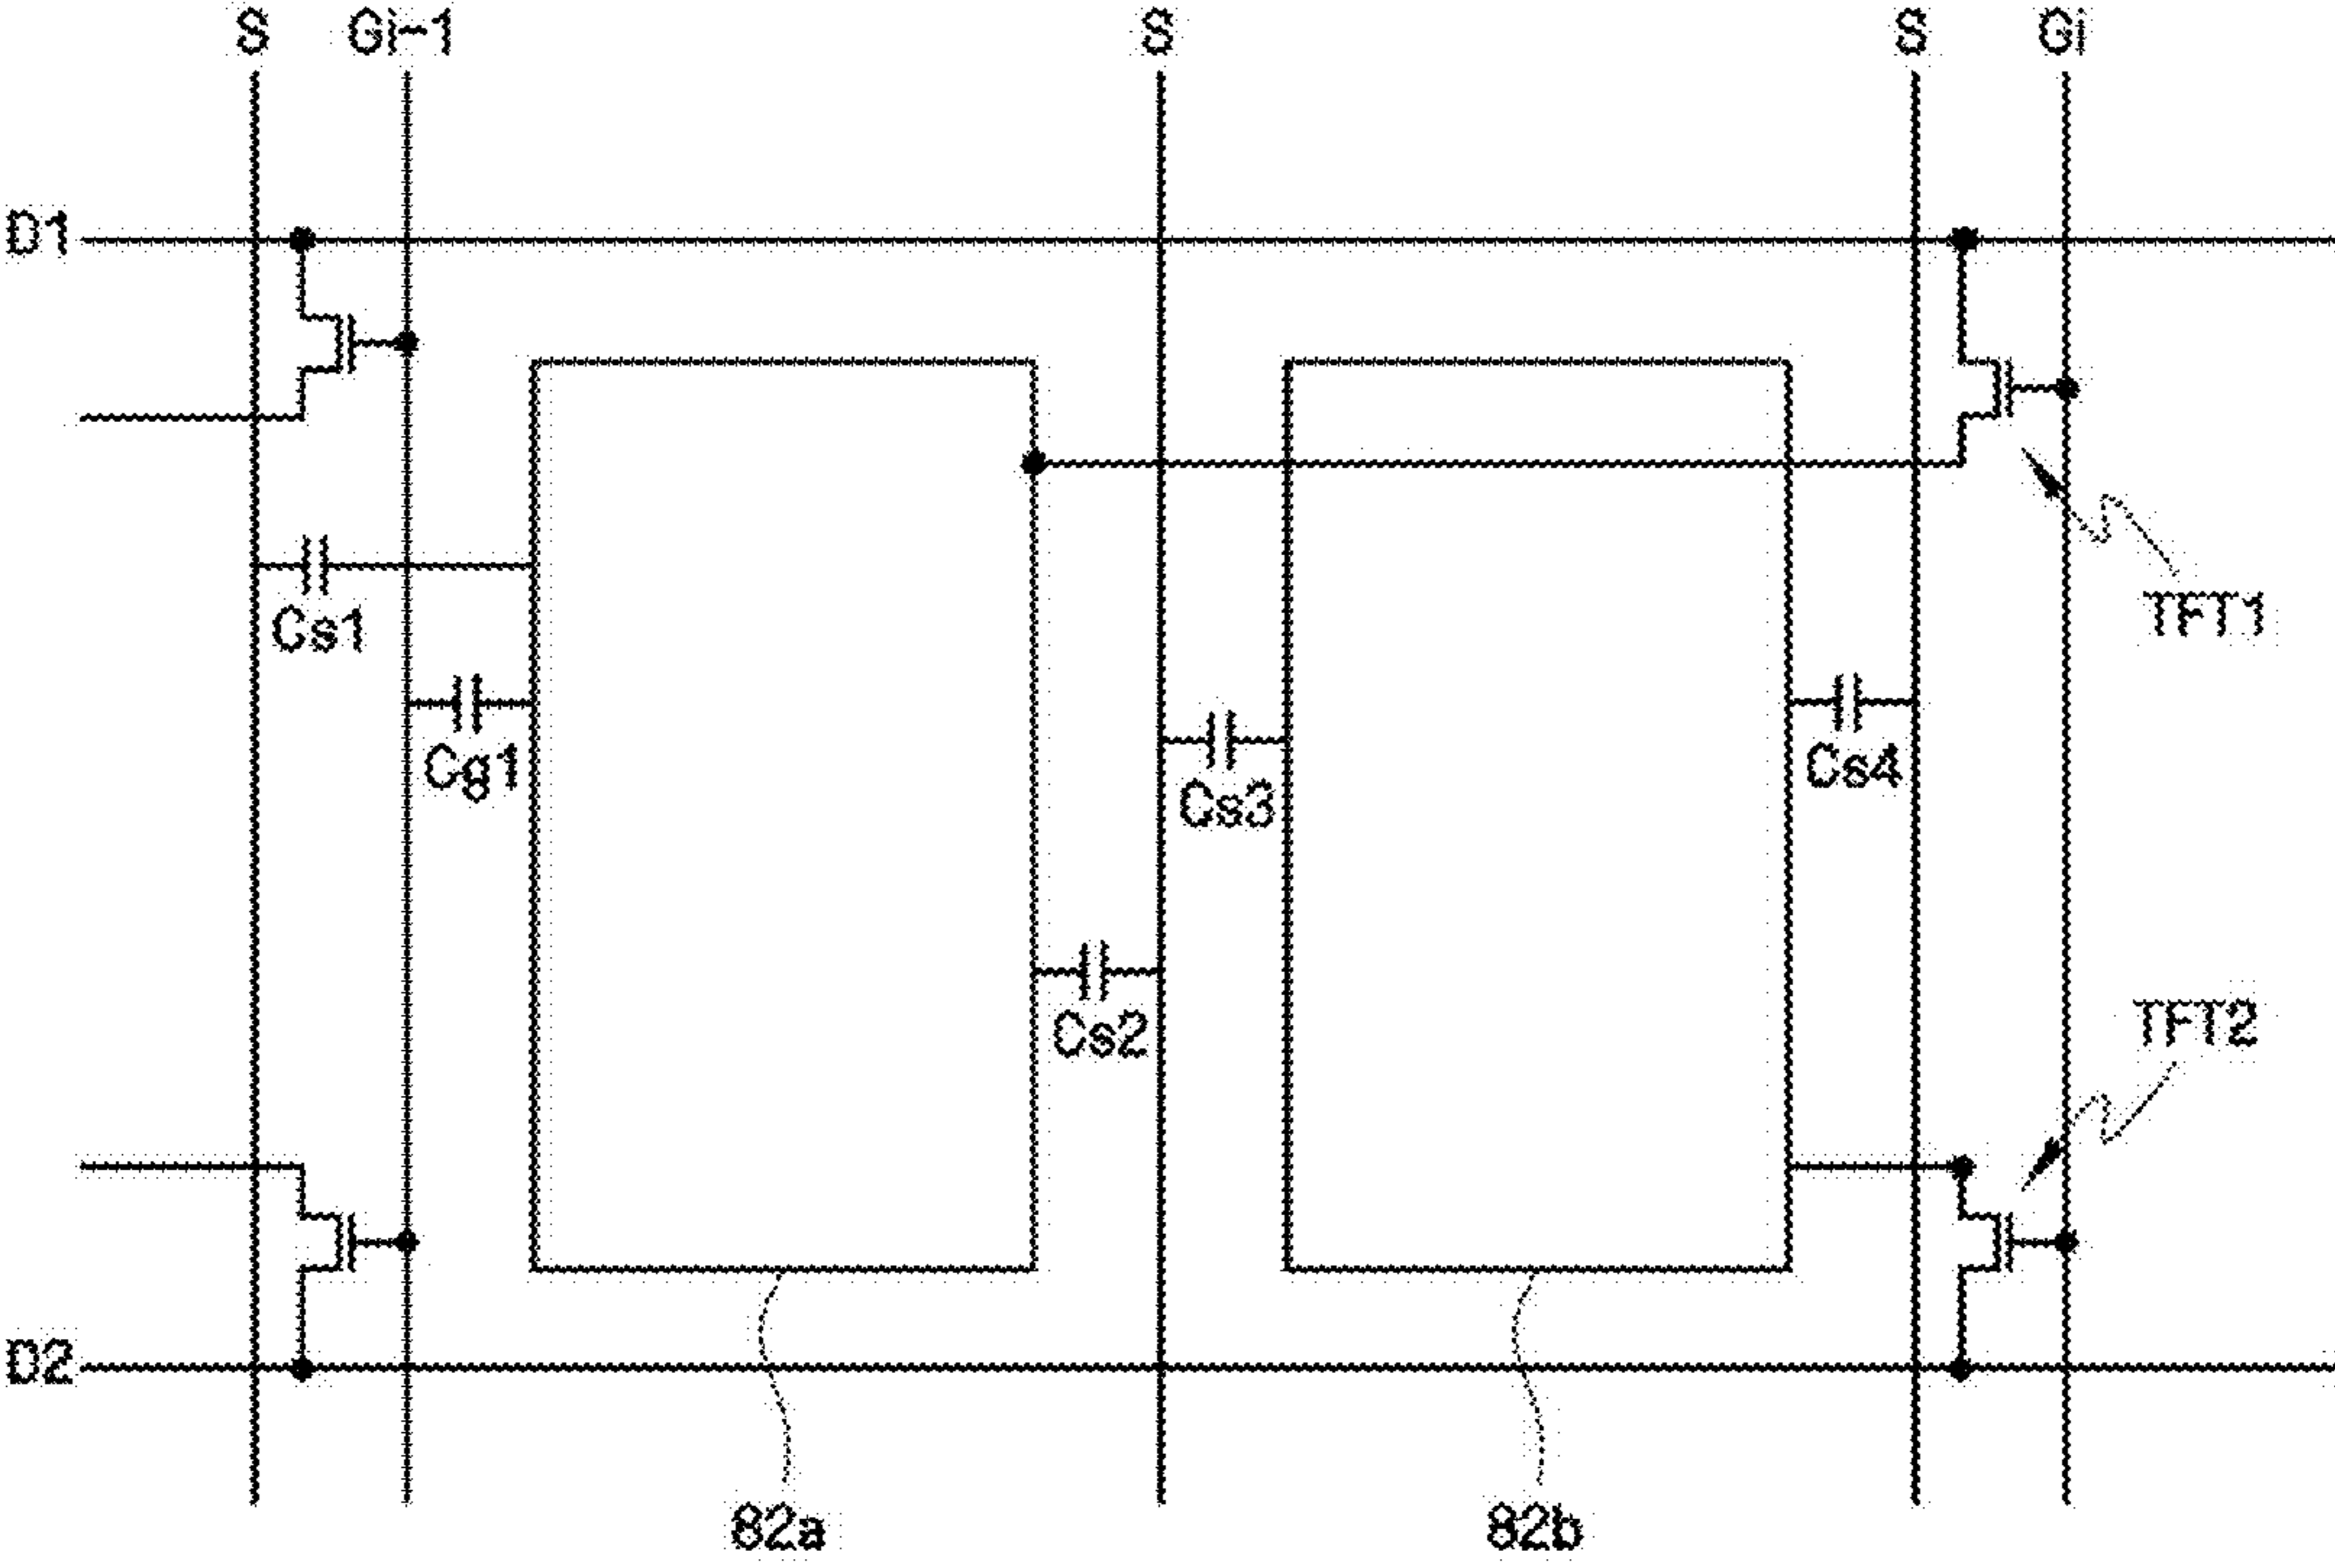 S Gi-1 S S Gi
D1
Cs1
TFT1
Cg1
Cs3
Cs4
Cs2
TFT2
D2
82a
82b